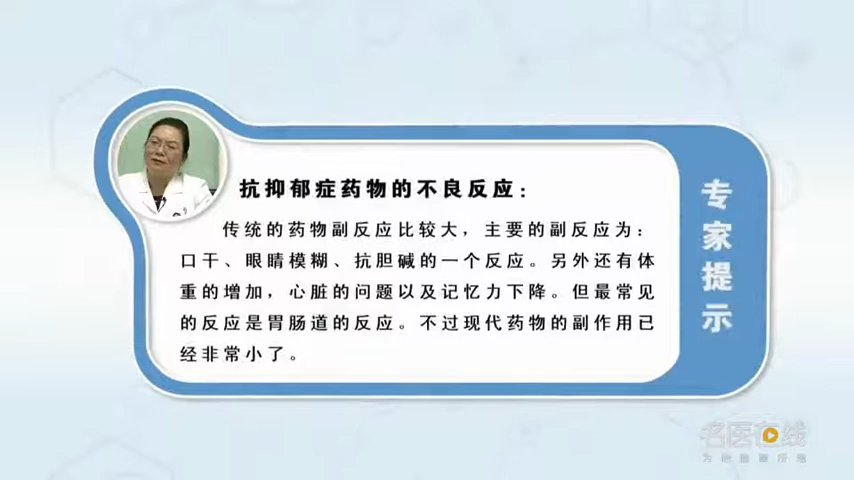 抗抑郁症药物的不良反应：
传统的药物副反应比较大，主要的副反应为：
口干、眼睛模糊、抗胆碱的一个反应。另外还有体
重的增加，心脏的问题以及记忆力下降。但最常见
的反应是胃肠道的反应。不过现代药物的副作用已
经非常小了。
专家提示
名医在线